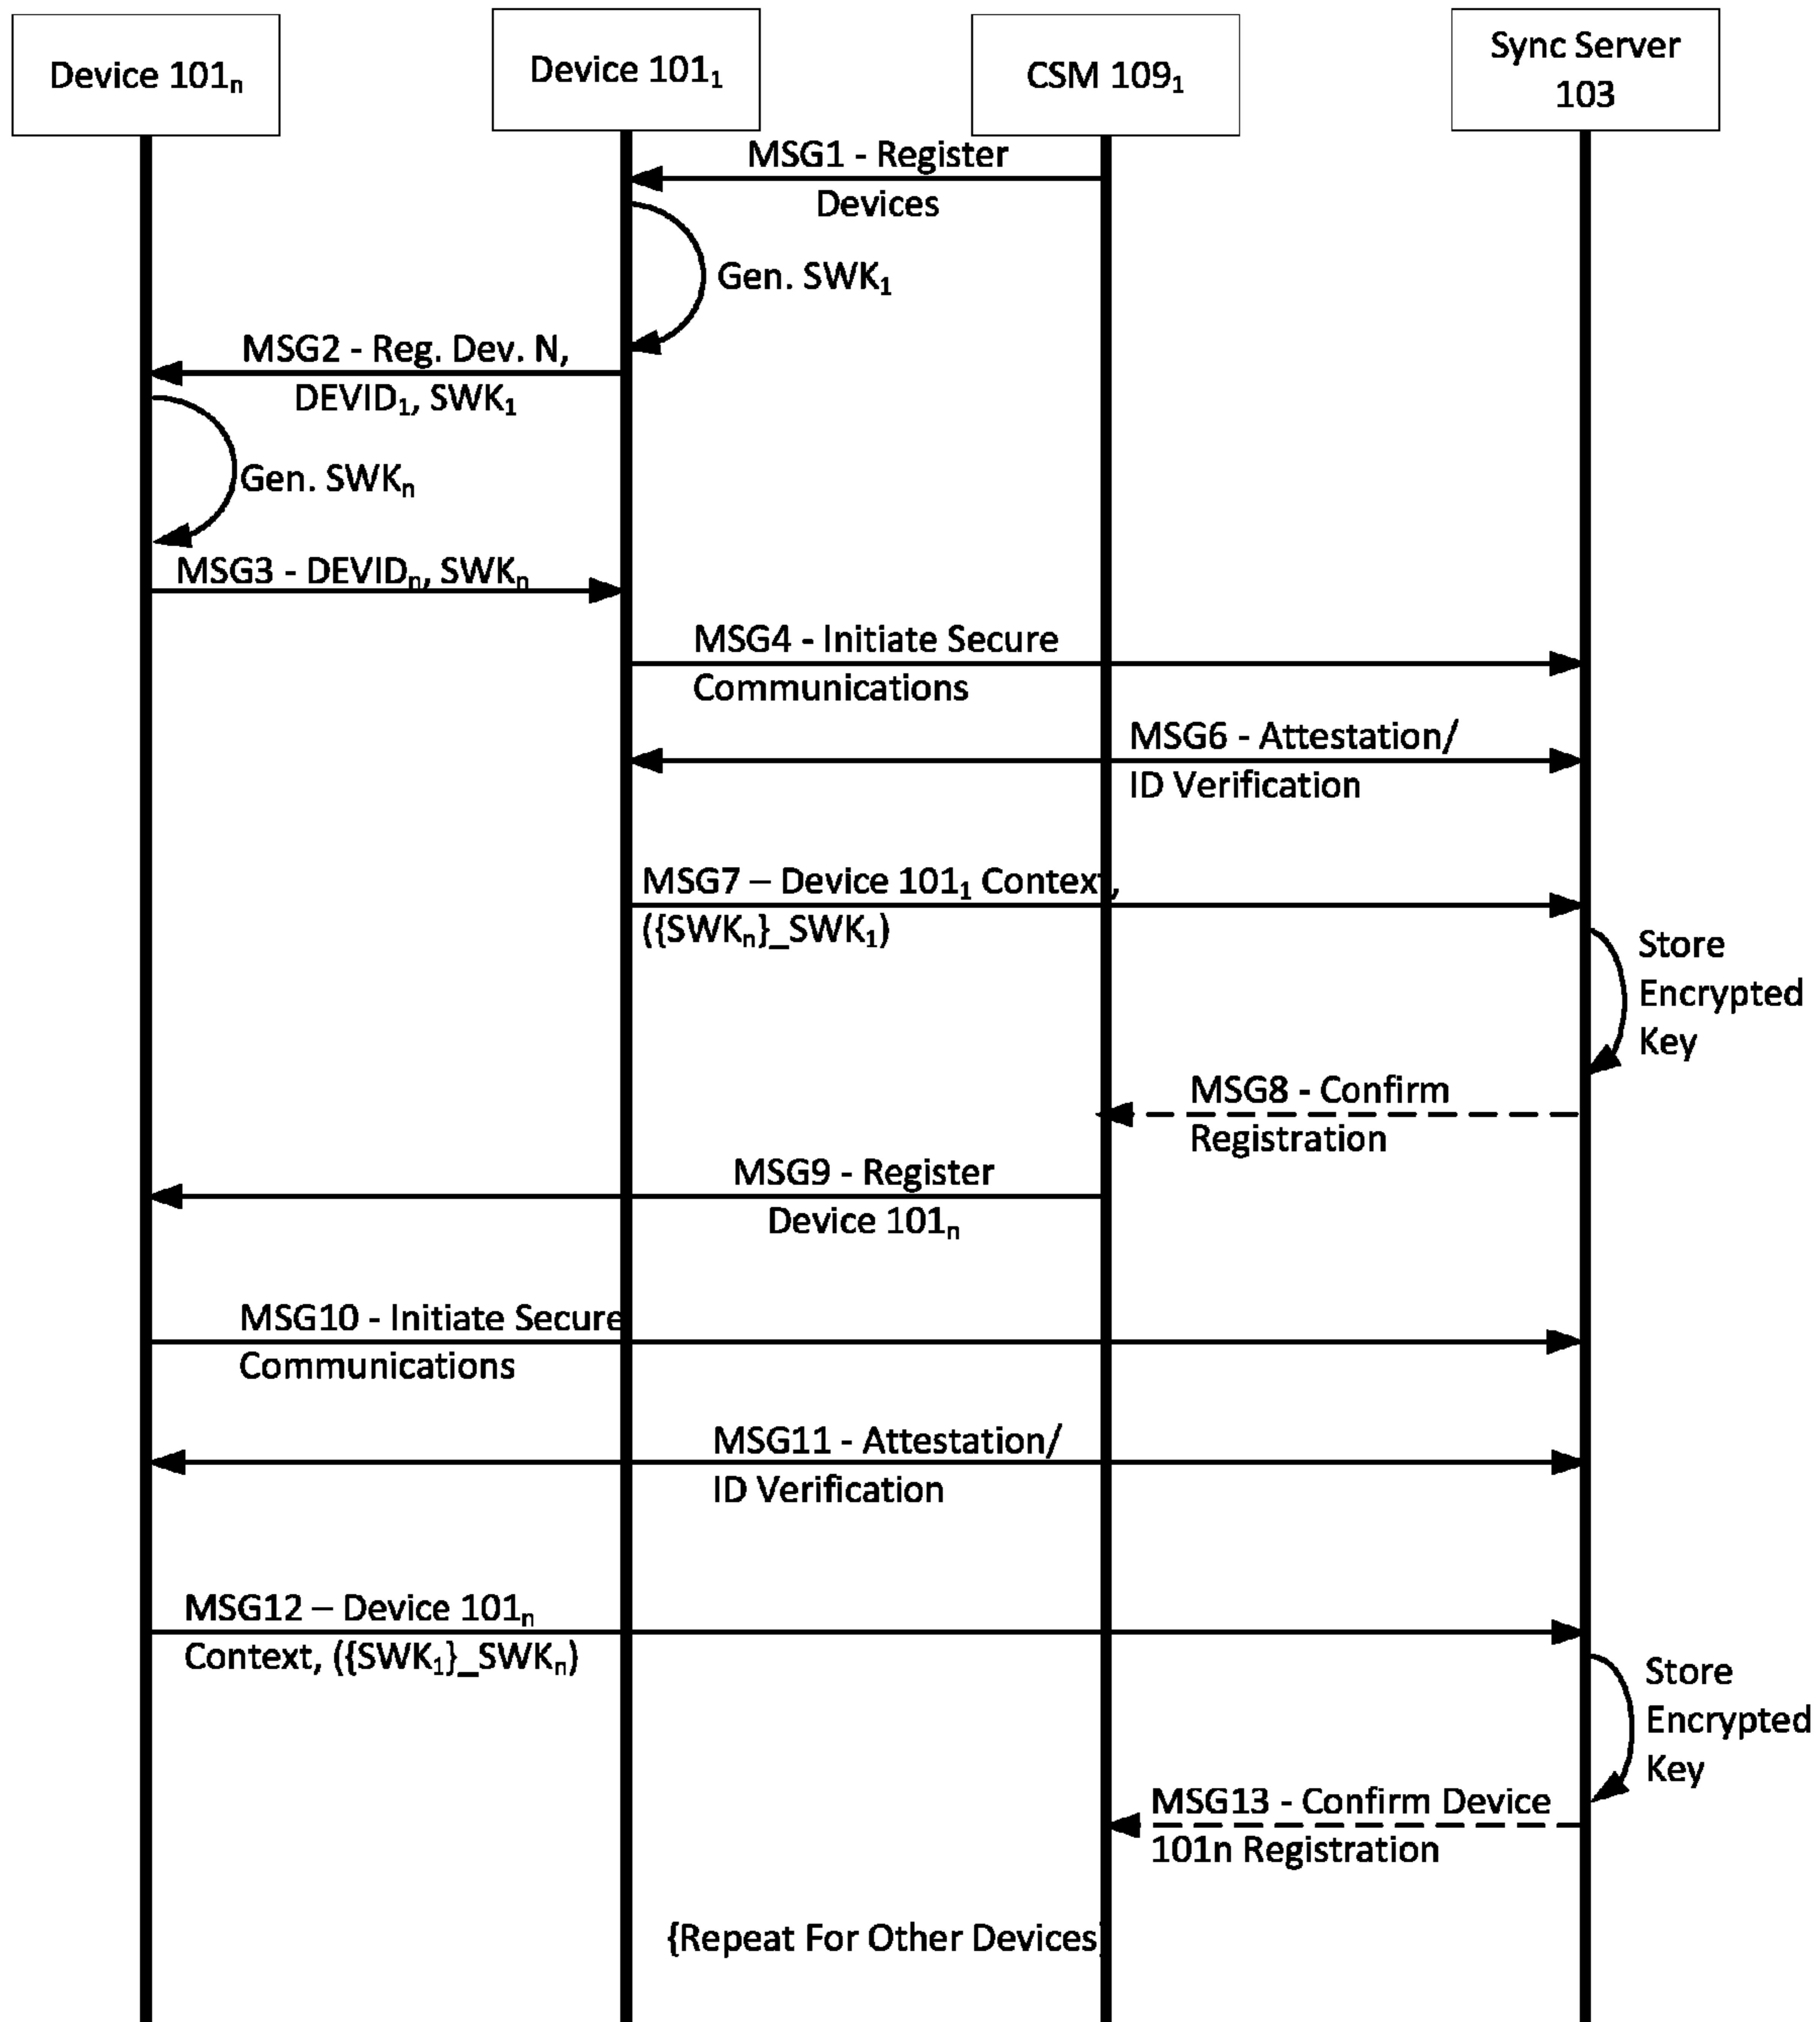 Device 101ₙ
Device 101₁
CSM 109₁
Sync Server
103
MSG1 - Register
Devices
Gen. SWK₁
MSG2 - Reg. Dev. N,
DEVID₁, SWK₁
Gen. SWKₙ
MSG3 - DEVIDₙ, SWKₙ
MSG4 - Initiate Secure
Communications
MSG6 - Attestation/
ID Verification
MSG7 – Device 101₁ Context,
({SWKₙ}_SWK₁)
Store
Encrypted
Key
MSG8 - Confirm
Registration
MSG9 - Register
Device 101ₙ
MSG10 - Initiate Secure
Communications
MSG11 - Attestation/
ID Verification
MSG12 – Device 101ₙ
Context, ({SWK₁}_SWKₙ)
Store
Encrypted
Key
MSG13 - Confirm Device
101n Registration
{Repeat For Other Devices}